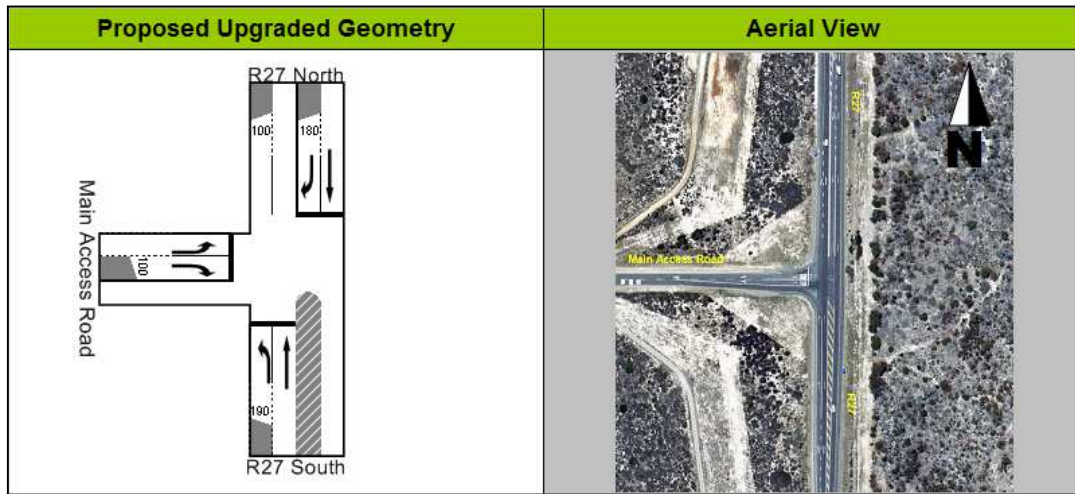 Proposed Upgraded Geometry
Aerial View
R27 North
100
180
Main Access Road
100
190
R27 South
R27
N
Main Access Road
R27